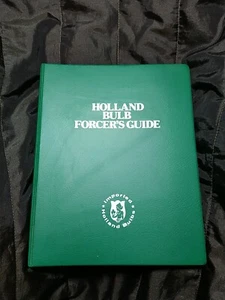 HOLLAND
BULB
FORCER'S GUIDE
Imported
Holland Bulbs